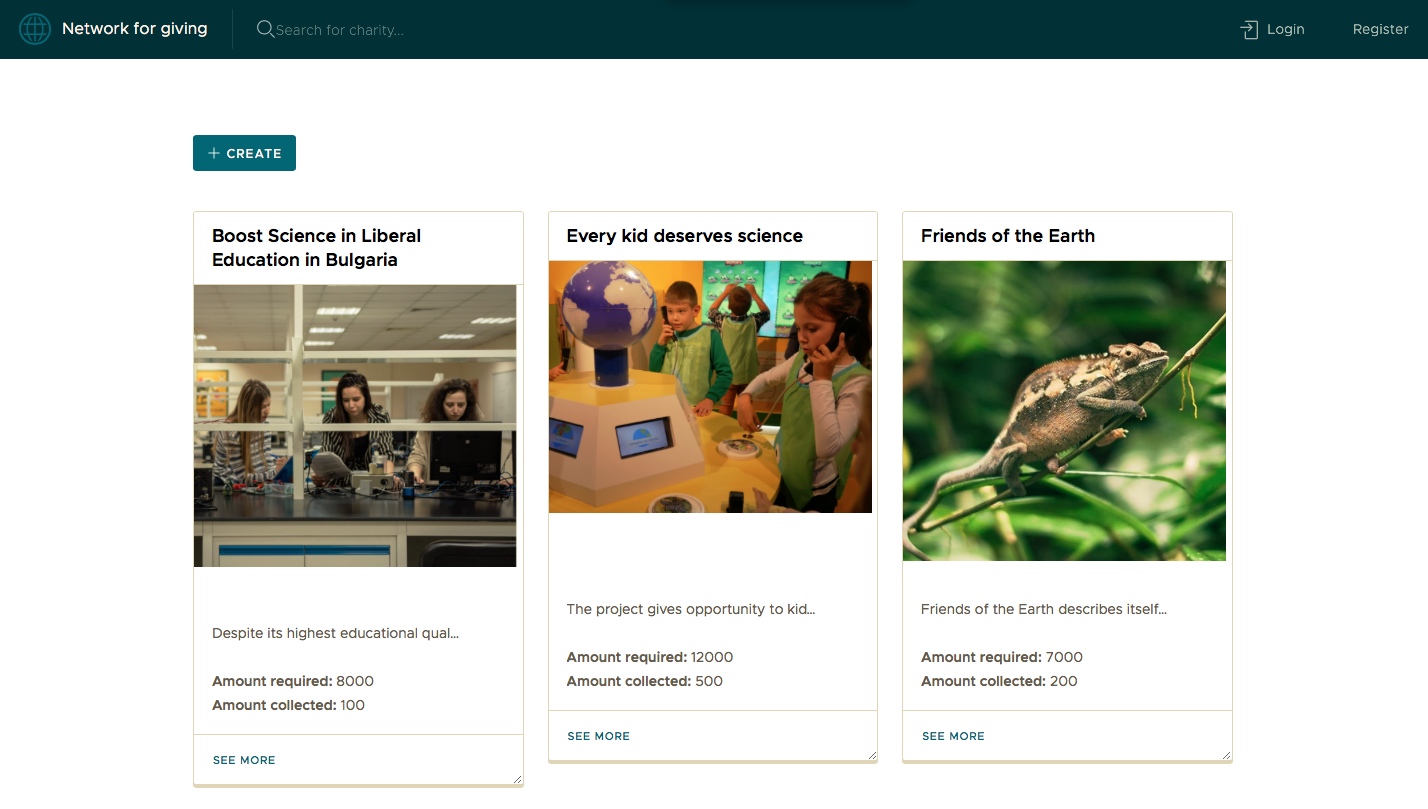 Network for giving
Search for charity...
Login
Register
CREATE
Boost Science in Liberal
Education in Bulgaria
Despite its highest educational qual...
Amount required: 8000
Amount collected: 100
SEE MORE
Every kid deserves science
The project gives opportunity to kid...
Amount required: 12000
Amount collected: 500
SEE MORE
Friends of the Earth
Friends of the Earth describes itself...
Amount required: 7000
Amount collected: 200
SEE MORE